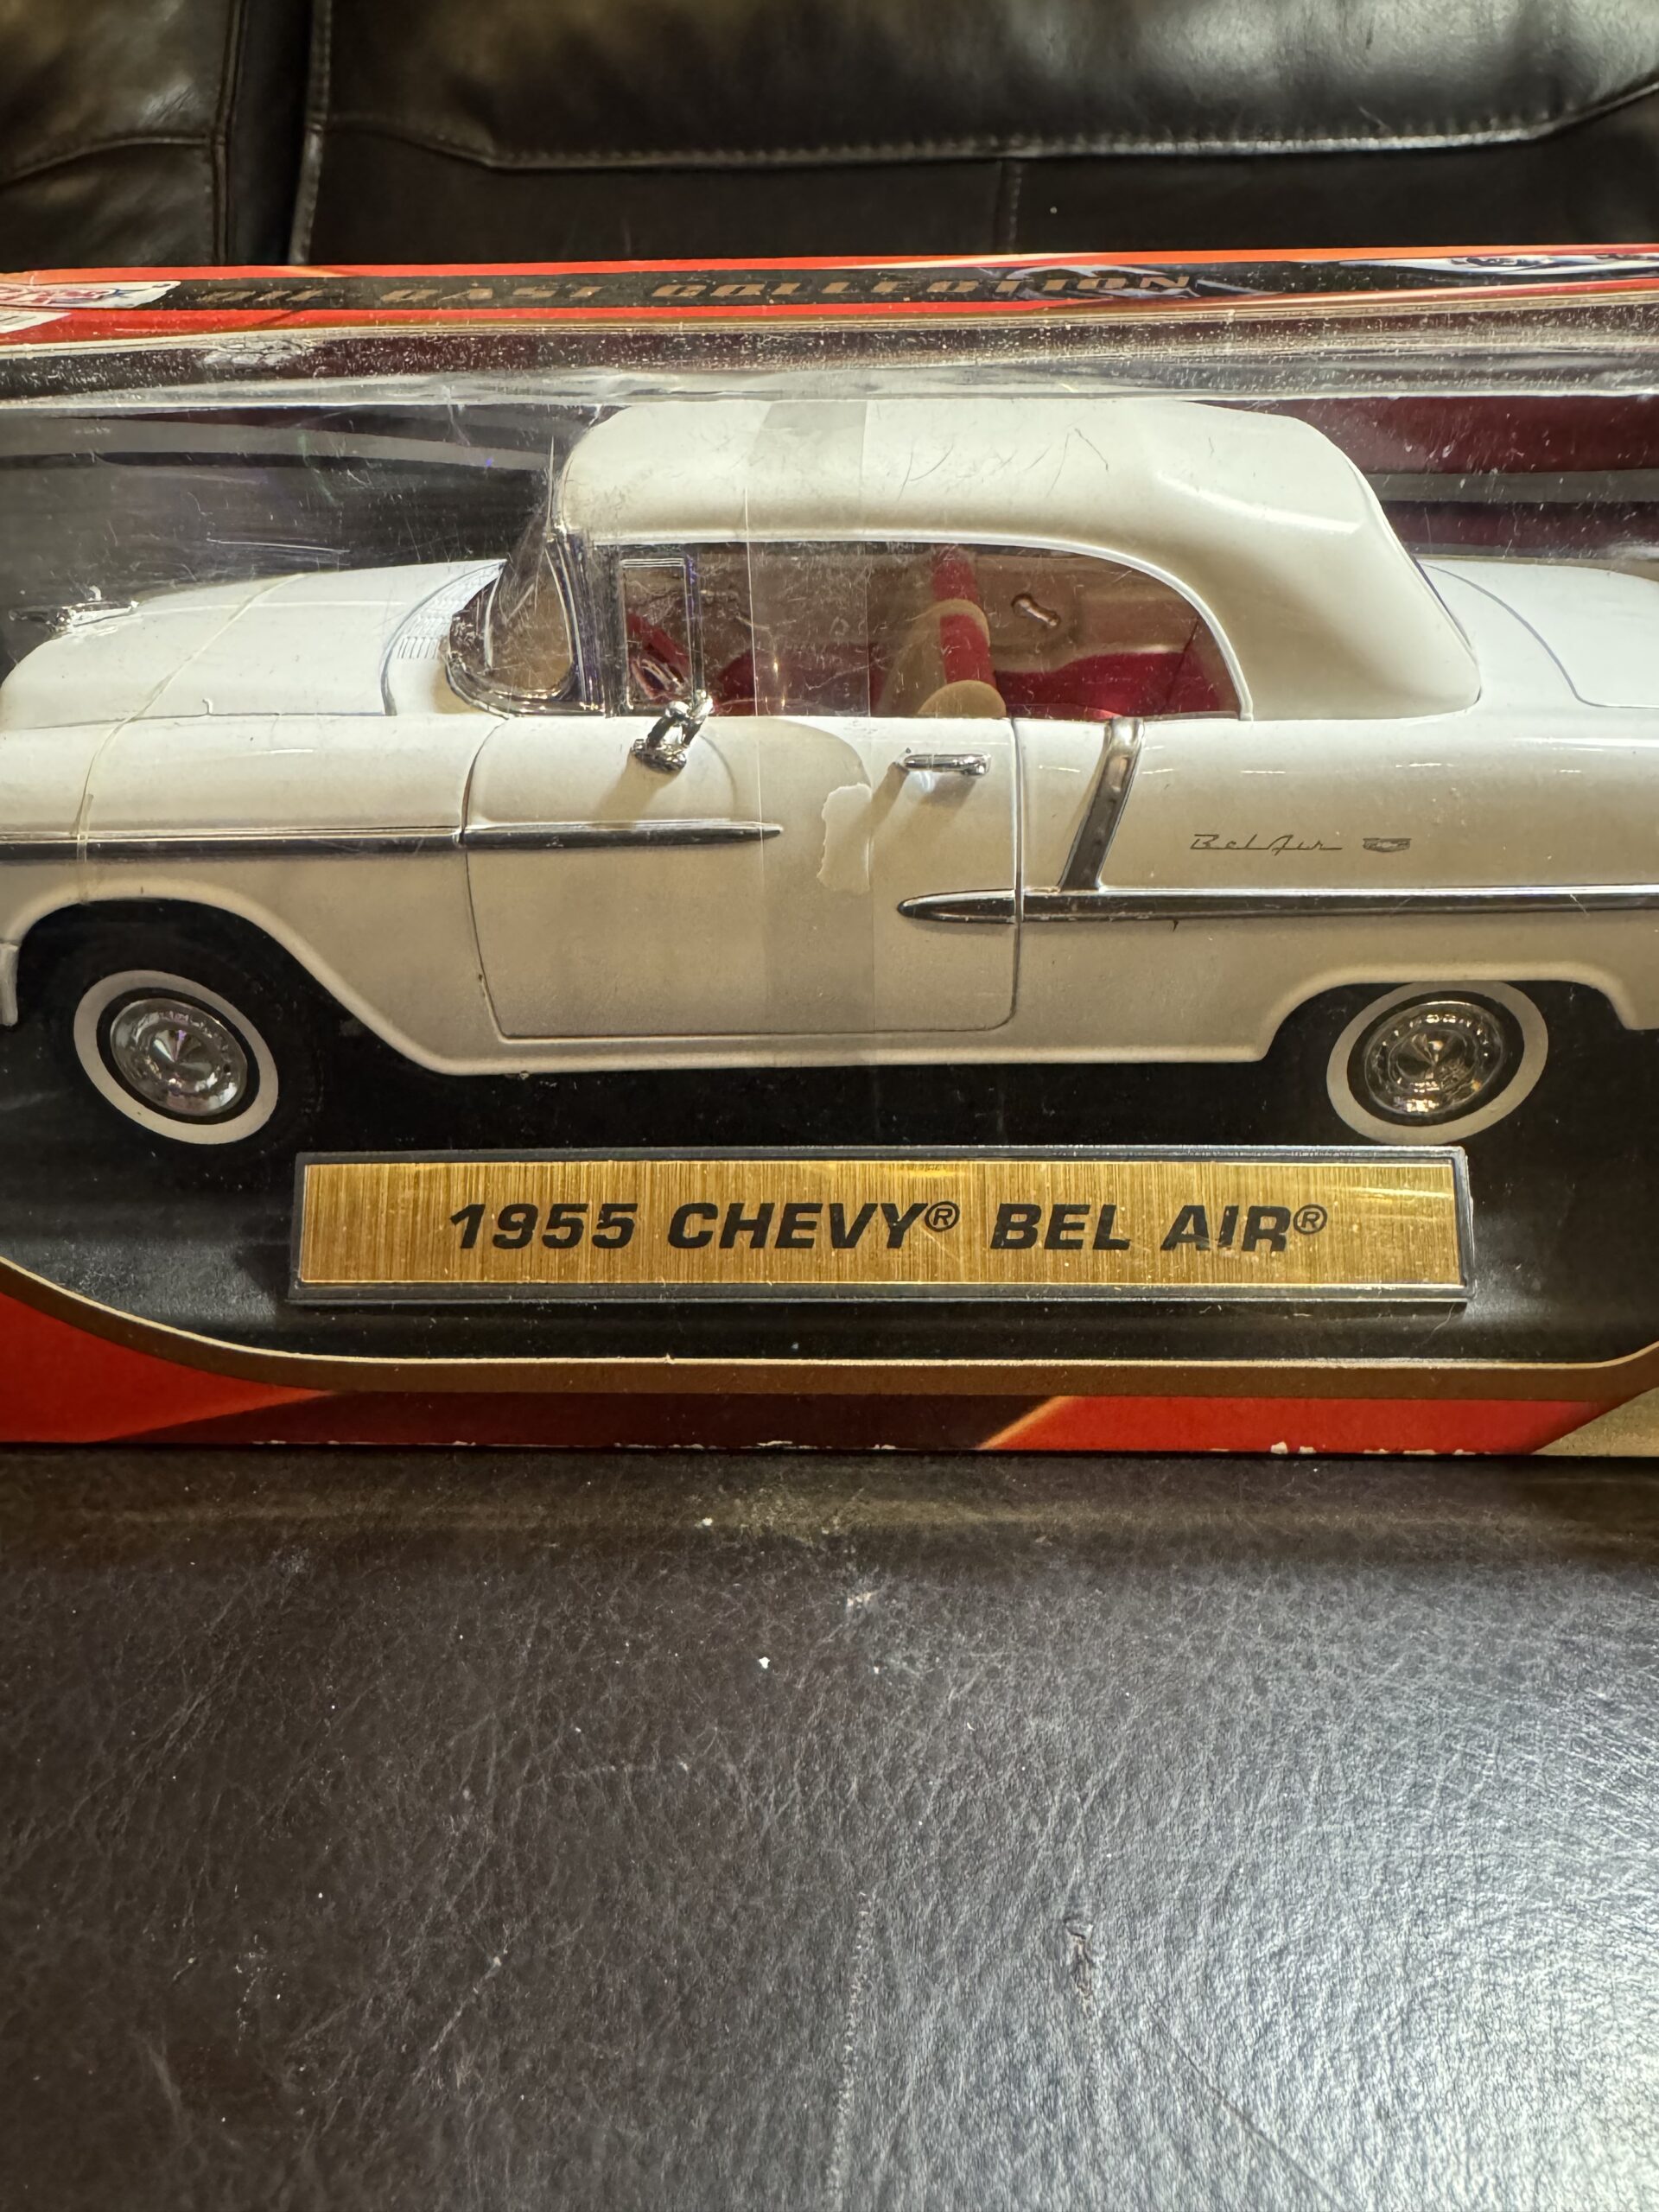 DIE CAST COLLECTION
Bel Air
1955 CHEVY® BEL AIR®